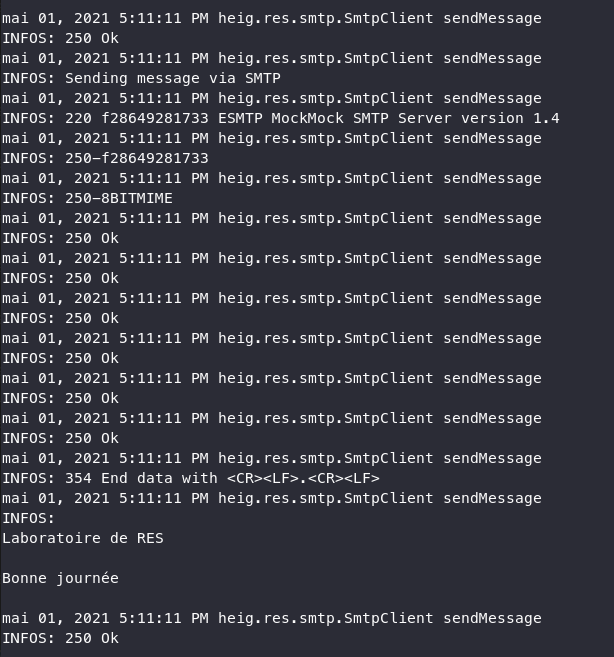 mai 01, 2021 5:11:11 PM heig.res.smtp.SmtpClient sendMessage
INFOS: 250 Ok
mai 01, 2021 5:11:11 PM heig.res.smtp.SmtpClient sendMessage
INFOS: Sending message via SMTP
mai 01, 2021 5:11:11 PM heig.res.smtp.SmtpClient sendMessage
INFOS: 220 f28649281733 ESMTP MockMock SMTP Server version 1.4
mai 01, 2021 5:11:11 PM heig.res.smtp.SmtpClient sendMessage
INFOS: 250-f28649281733
mai 01, 2021 5:11:11 PM heig.res.smtp.SmtpClient sendMessage
INFOS: 250-8BITMIME
mai 01, 2021 5:11:11 PM heig.res.smtp.SmtpClient sendMessage
INFOS: 250 Ok
mai 01, 2021 5:11:11 PM heig.res.smtp.SmtpClient sendMessage
INFOS: 250 Ok
mai 01, 2021 5:11:11 PM heig.res.smtp.SmtpClient sendMessage
INFOS: 250 Ok
mai 01, 2021 5:11:11 PM heig.res.smtp.SmtpClient sendMessage
INFOS: 250 Ok
mai 01, 2021 5:11:11 PM heig.res.smtp.SmtpClient sendMessage
INFOS: 250 Ok
mai 01, 2021 5:11:11 PM heig.res.smtp.SmtpClient sendMessage
INFOS: 250 Ok
mai 01, 2021 5:11:11 PM heig.res.smtp.SmtpClient sendMessage
INFOS: 354 End data with <CR><LF>.<CR><LF>
mai 01, 2021 5:11:11 PM heig.res.smtp.SmtpClient sendMessage
INFOS:
Laboratoire de RES
Bonne journée
mai 01, 2021 5:11:11 PM heig.res.smtp.SmtpClient sendMessage
INFOS: 250 Ok